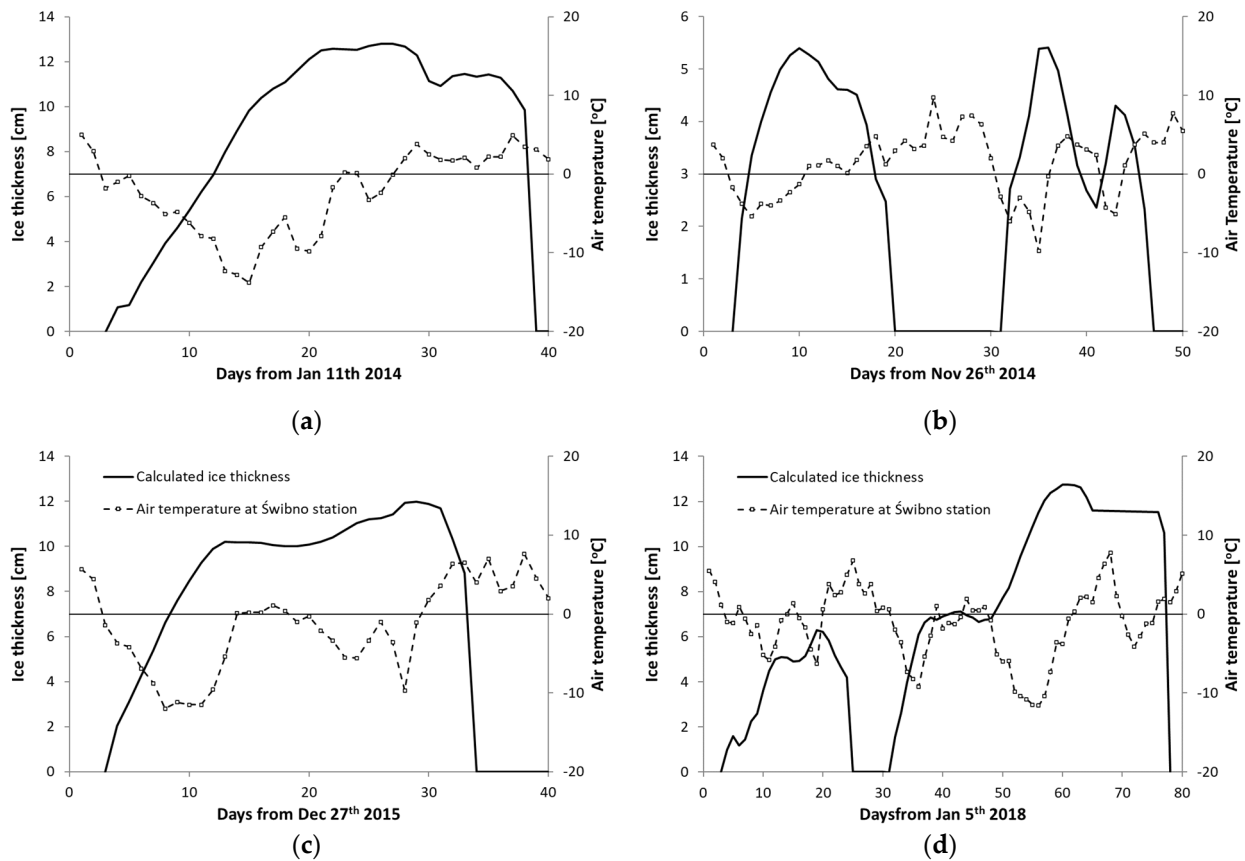 14
12
10
8
6
4
2
0
Ice thickness [cm]
20
10
0
-10
-20
Air temeprature [ºC]
0 10 20 30 40
Days from Jan 11th 2014
(a)
6
5
4
3
2
1
0
Ice thickness [cm]
20
10
0
-10
-20
Air Temperature [ºC]
0 10 20 30 40 50
Days from Nov 26th 2014
(b)
14
12
10
8
6
4
2
0
Ice thickness [cm]
Calculated ice thickness
Air temperature at Świbno station
20
10
0
-10
-20
Air temperature [ºC]
0 10 20 30 40
Days from Dec 27th 2015
(c)
14
12
10
8
6
4
2
0
Ice thickness [cm]
Calculated ice thickness
Air temperature at Świbno station
20
10
0
-10
-20
Air temperature [ºC]
0 10 20 30 40 50 60 70 80
Daysfrom Jan 5th 2018
(d)